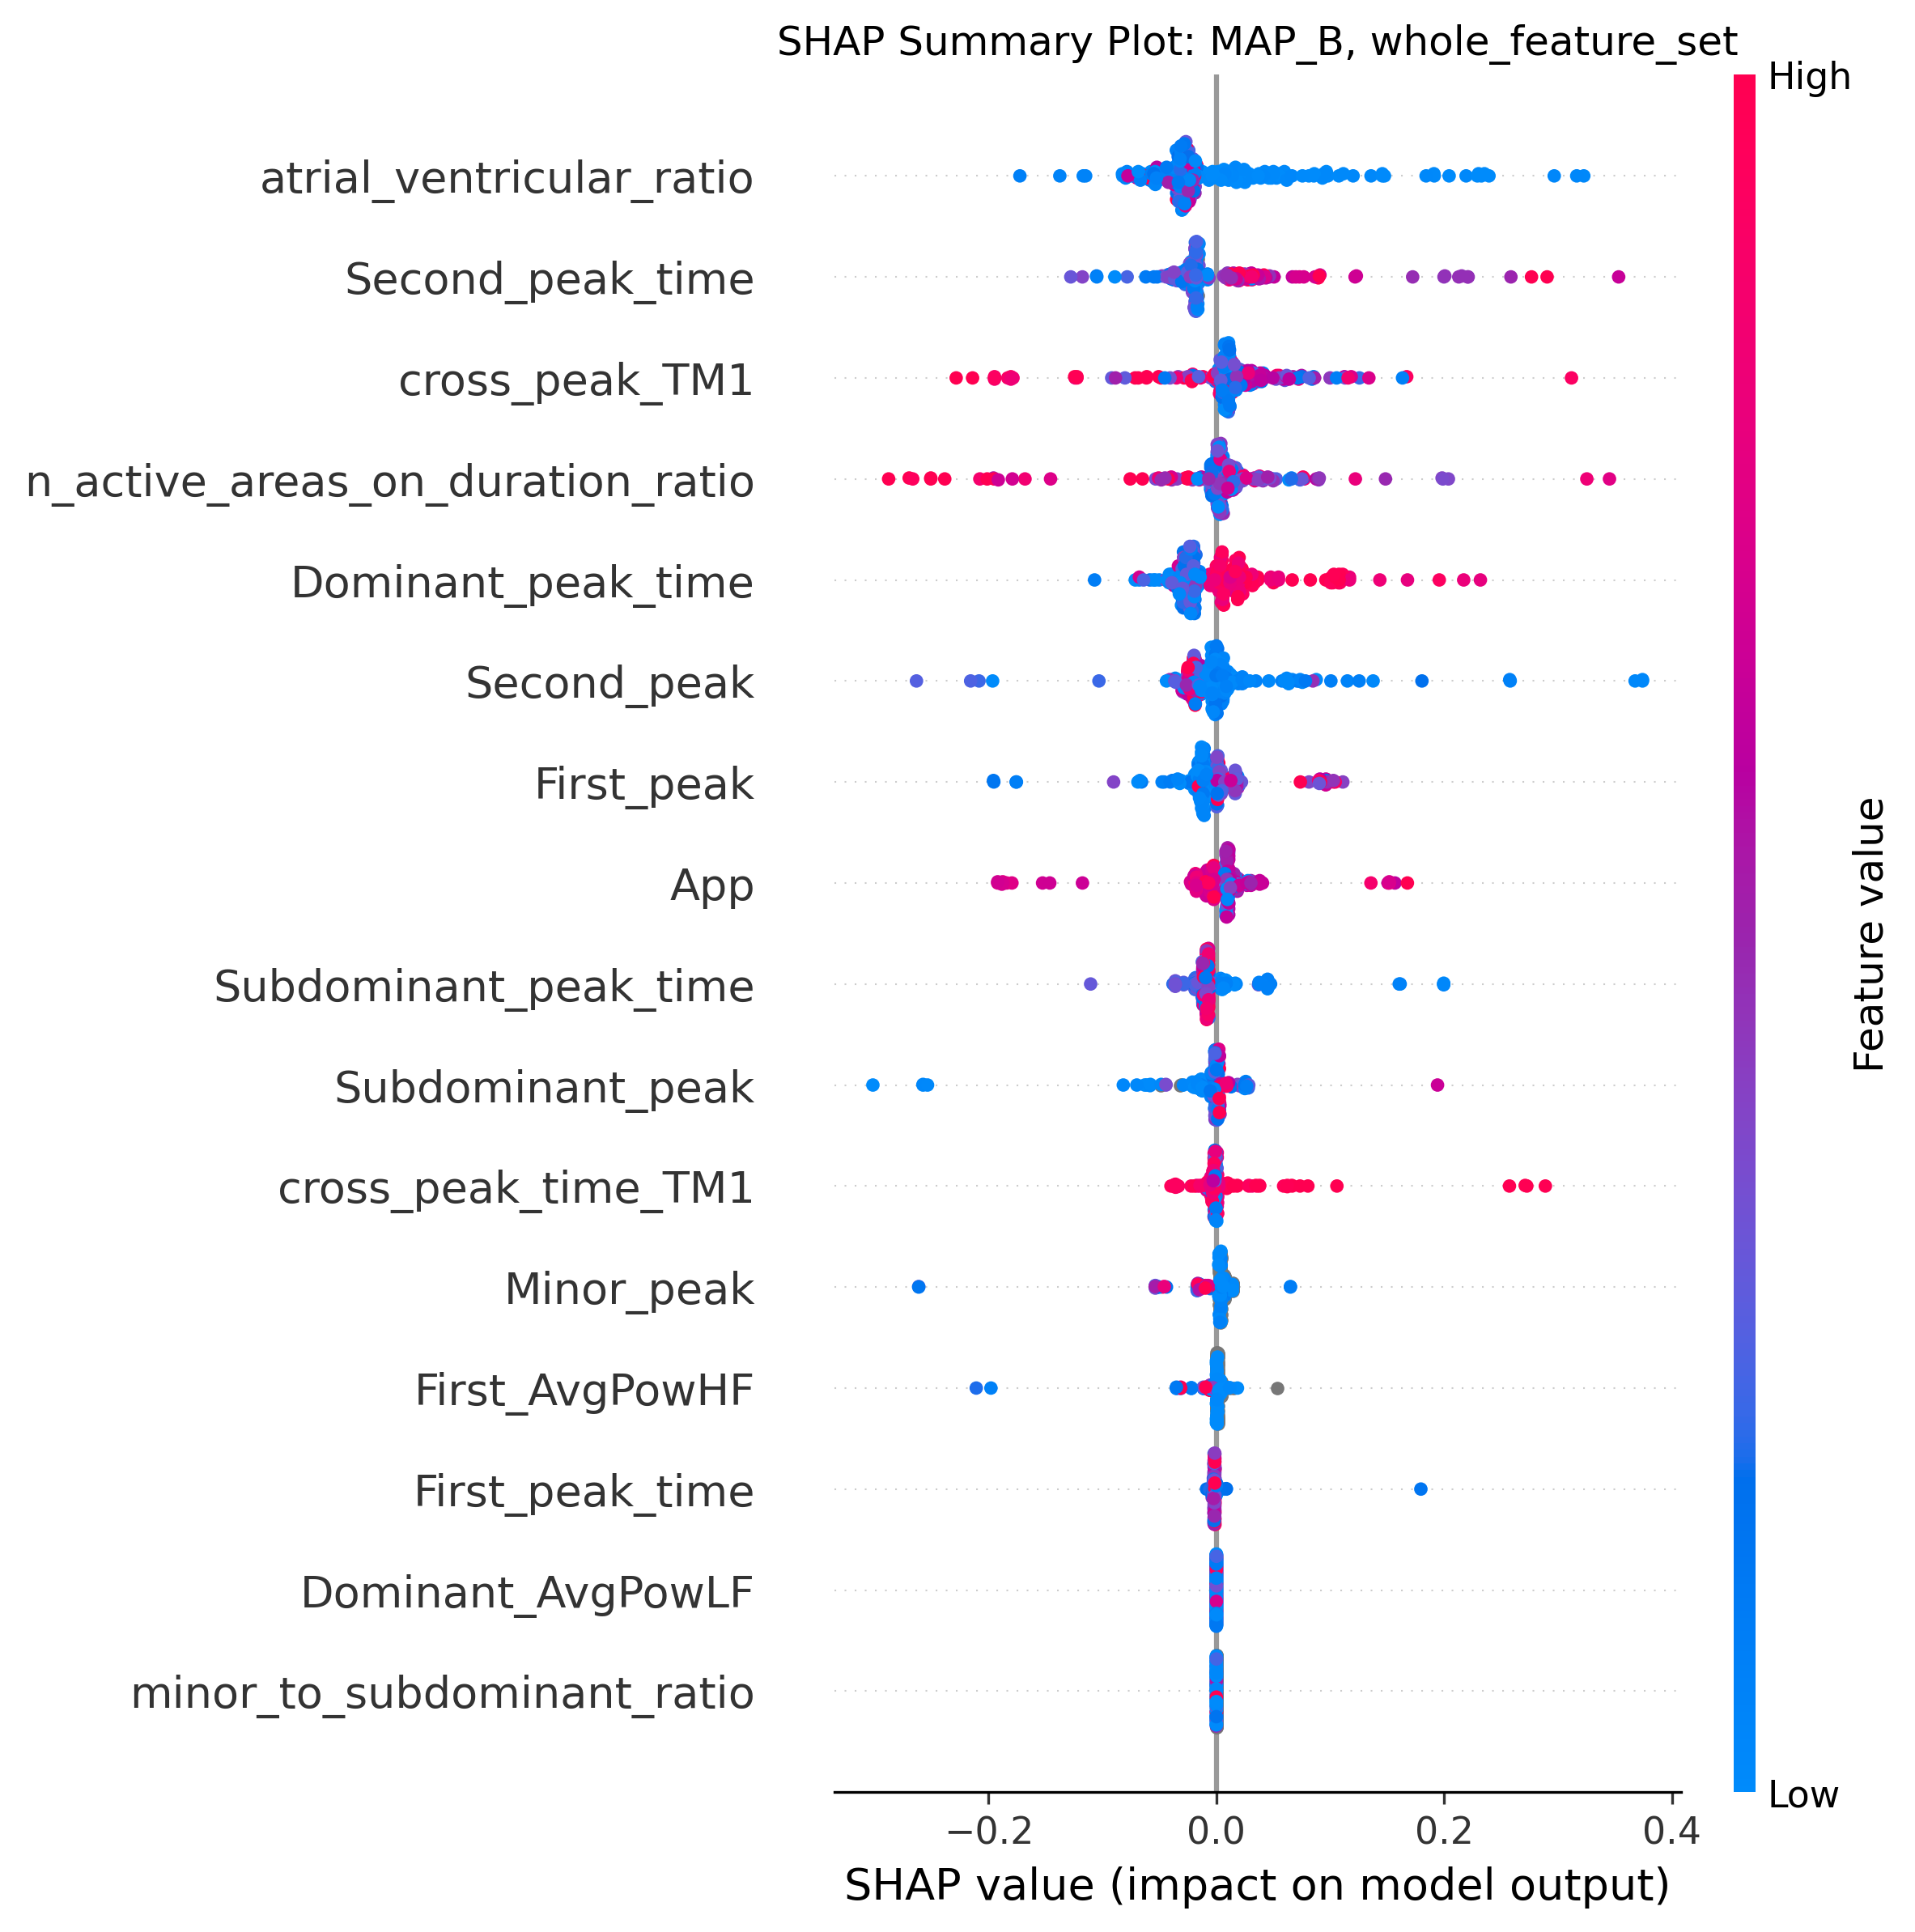 SHAP Summary Plot: MAP_B, whole_feature_set
High
atrial_ventricular_ratio
Second_peak_time
cross_peak_TM1
n_active_areas_on_duration_ratio
Dominant_peak_time
Second_peak
First_peak
App
Subdominant_peak_time
Subdominant_peak
cross_peak_time_TM1
Minor_peak
First_AvgPowHF
First_peak_time
Dominant_AvgPowLF
minor_to_subdominant_ratio
Feature value
Low
−0.2 0.0 0.2 0.4
SHAP value (impact on model output)